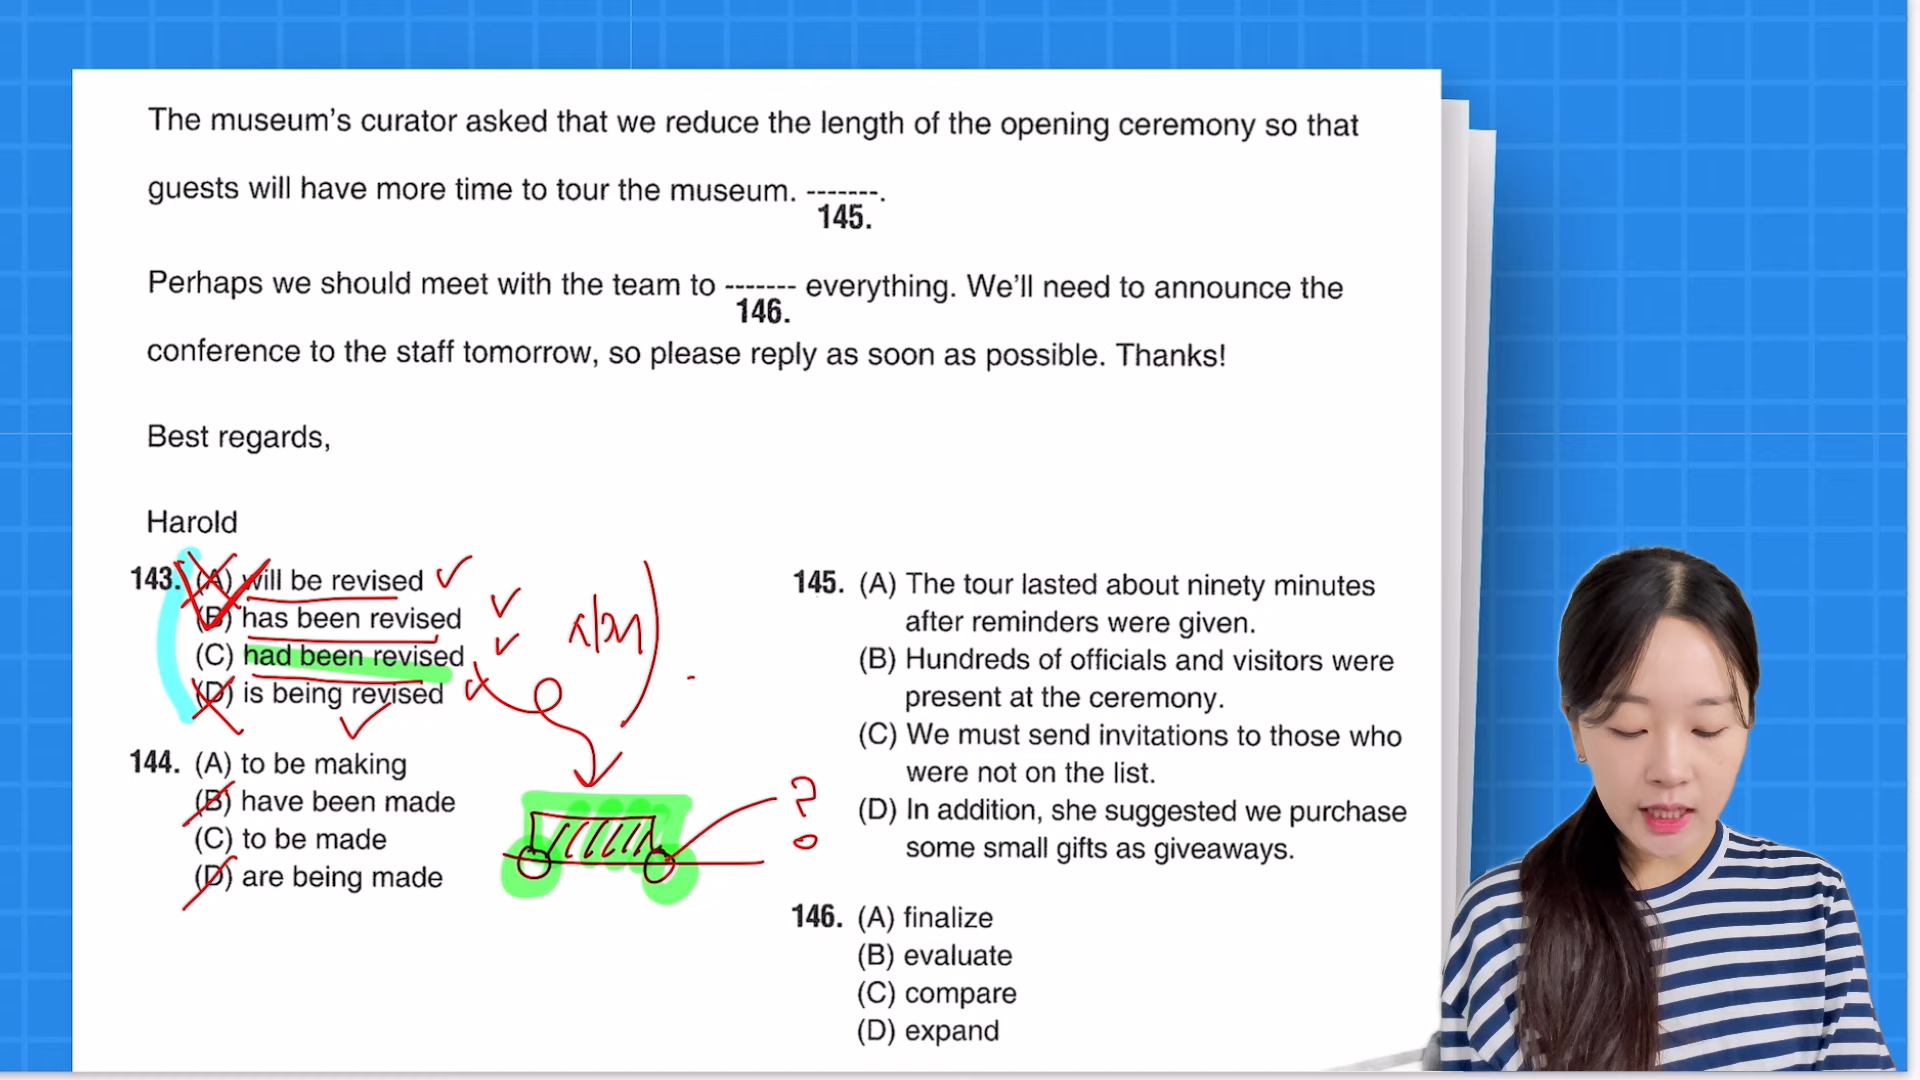 The museum's curator asked that we reduce the length of the opening ceremony so that
guests will have more time to tour the museum. -------.
145.
Perhaps we should meet with the team to ------- everything. We'll need to announce the
146.
conference to the staff tomorrow, so please reply as soon as possible. Thanks!
Best regards,
Harold
143. (A) will be revised
(B) has been revised
(C) had been revised
(D) is being revised
144. (A) to be making
(B) have been made
(C) to be made
(D) are being made
?
145. (A) The tour lasted about ninety minutes
after reminders were given.
(B) Hundreds of officials and visitors were
present at the ceremony.
(C) We must send invitations to those who
were not on the list.
(D) In addition, she suggested we purchase
some small gifts as giveaways.
146. (A) finalize
(B) evaluate
(C) compare
(D) expand